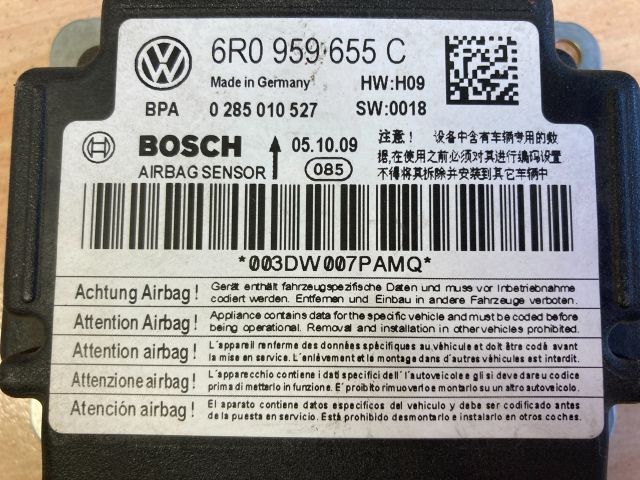 6R0 959 655 C
Made in Germany HW:H09
BPA 0 285 010 527 SW:0018
BOSCH 05.10.09
AIRBAG SENSOR 085
注意！ 设备中含有车辆专用的数
据,在使用之前必须对其进行编码设置
不得将其拆除并安装到其它车辆中
*003DW007PAMQ*
Achtung Airbag! Gerät enthält fahrzeugspezifische Daten und muss vor Inbetriebnahme
codiert werden. Entfernen und Einbau in andere Fahrzeuge verboten.
Attention Airbag! Appliance contains data for the specific vehicle and must be coded before
being operational. Removal and installation in other vehicles prohibited.
Attention airbag! L'appareil renferme des données spécifiques au véhicule et doit être codé avant
la mise en service. L'enlèvement et le montage dans d'autres véhicules est interdit.
Attenzione airbag! L'apparecchio contiene i dati specifici dell'autoveicolo e gli si deve dare codice
prima di metterlo in funzione. E'proibito rimuoverlo e montarlo su un altro autoveicolo.
Atención airbag! El aparato contiene datos especificos del vehículo y debe ser codificado antes
de la puesta en servicio. Está prohibido desmontarlo e instalarlo en otros coches.